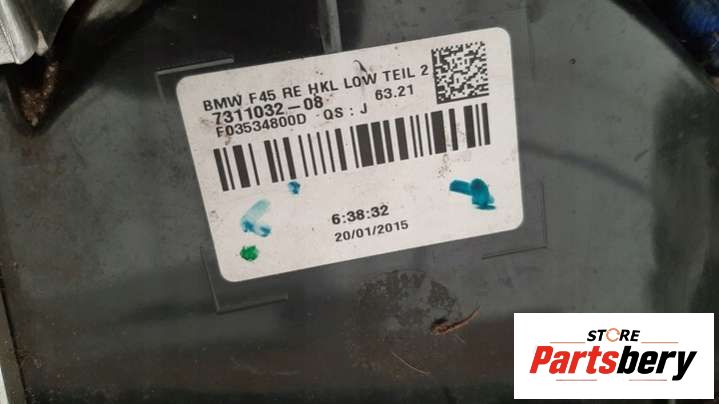 BMW F45 RE HKL LOW TEIL 2
7311032-08
63.21
F03534800D QS : J
6:38:32
20/01/2015
STORE
Partsbery